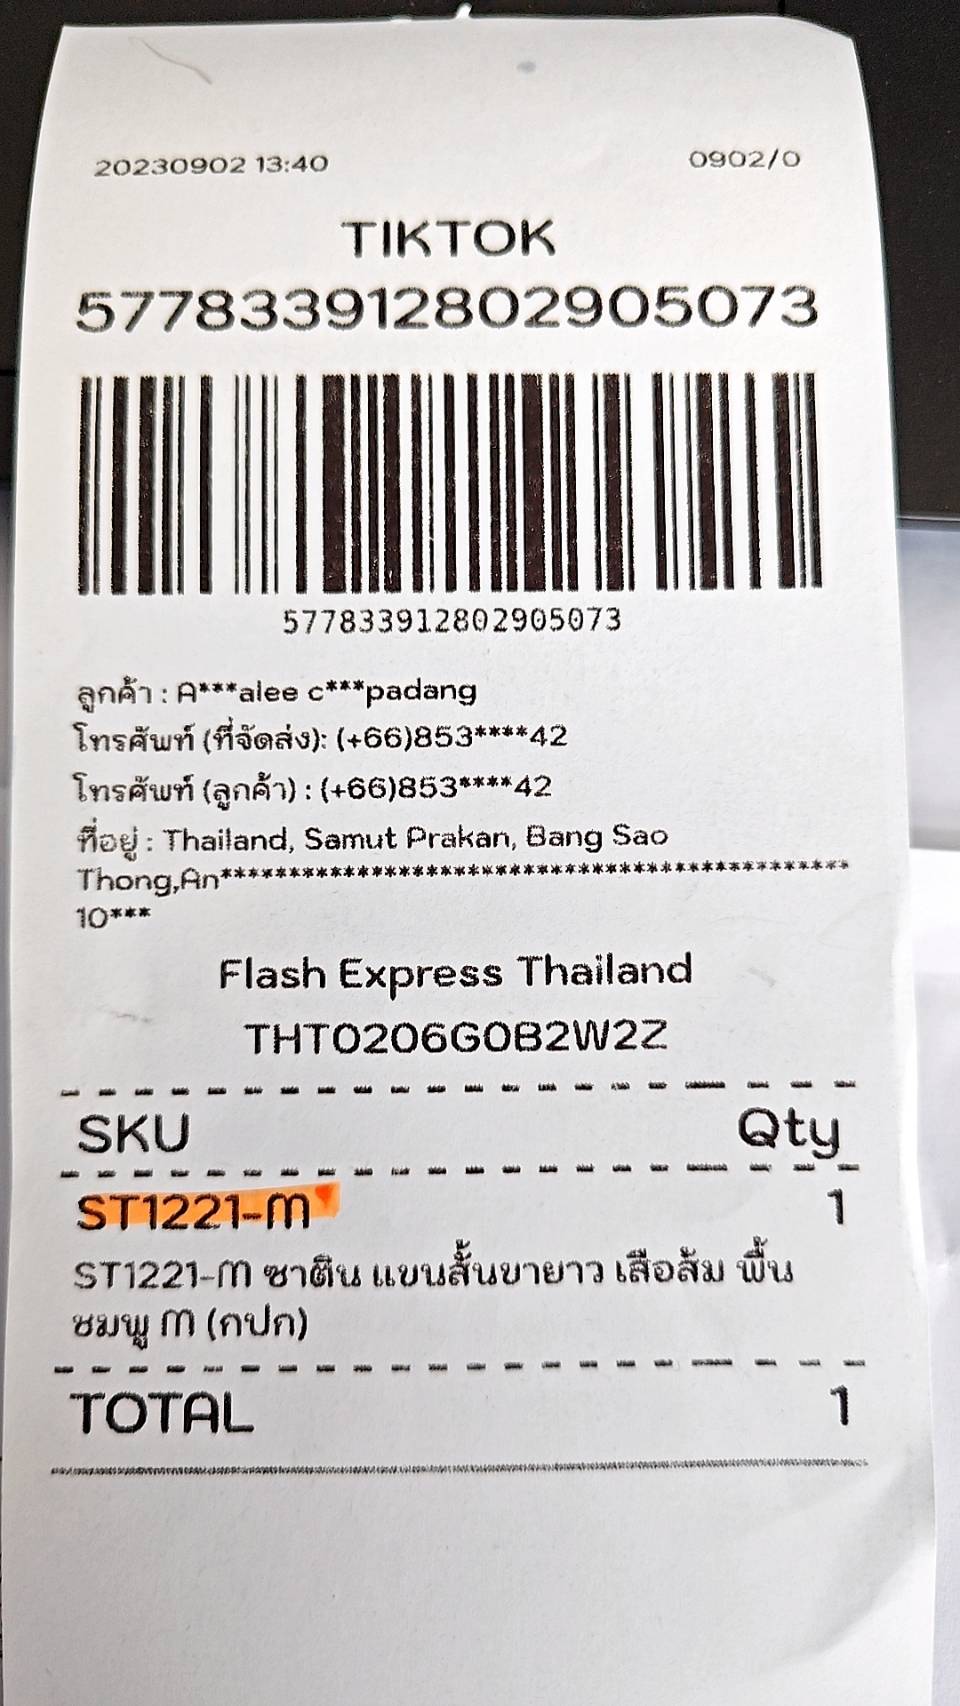 20230902 13:40 0902/0
TIKTOK
577833912802905073
577833912802905073
ลูกค้า : A***alee c***padang
โทรศัพท์ (ที่จัดส่ง): (+66)853****42
โทรศัพท์ (ลูกค้า) : (+66)853****42
ที่อยู่ : Thailand, Samut Prakan, Bang Sao
Thong,An**********************************************
10***
Flash Express Thailand
THT0206G0B2W2Z
SKU Qty
ST1221-M 1
ST1221-M ซาติน แขนสั้นขายาว เสือส้ม พื้น
ชมพู M (กปก)
TOTAL 1